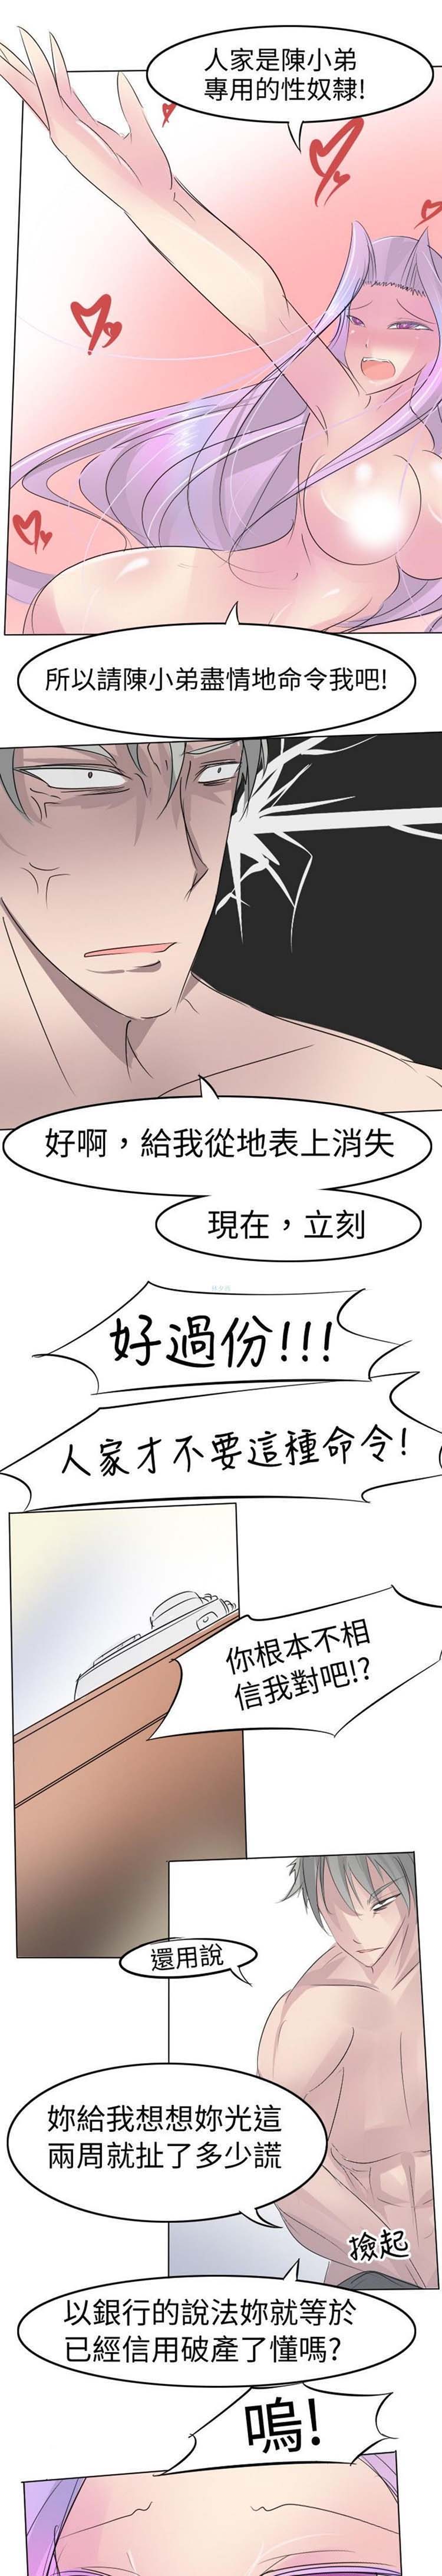 人家是陳小弟
專用的性奴隸!
所以請陳小弟盡情地命令我吧!
好啊，給我從地表上消失
現在，立刻
好過份!!!
人家才不要這種命令!
你根本不相
信我對吧!?
還用說
妳給我想想妳光這
兩周就扯了多少謊
撿起
以銀行的說法妳就等於
已經信用破產了懂嗎?
嗚!